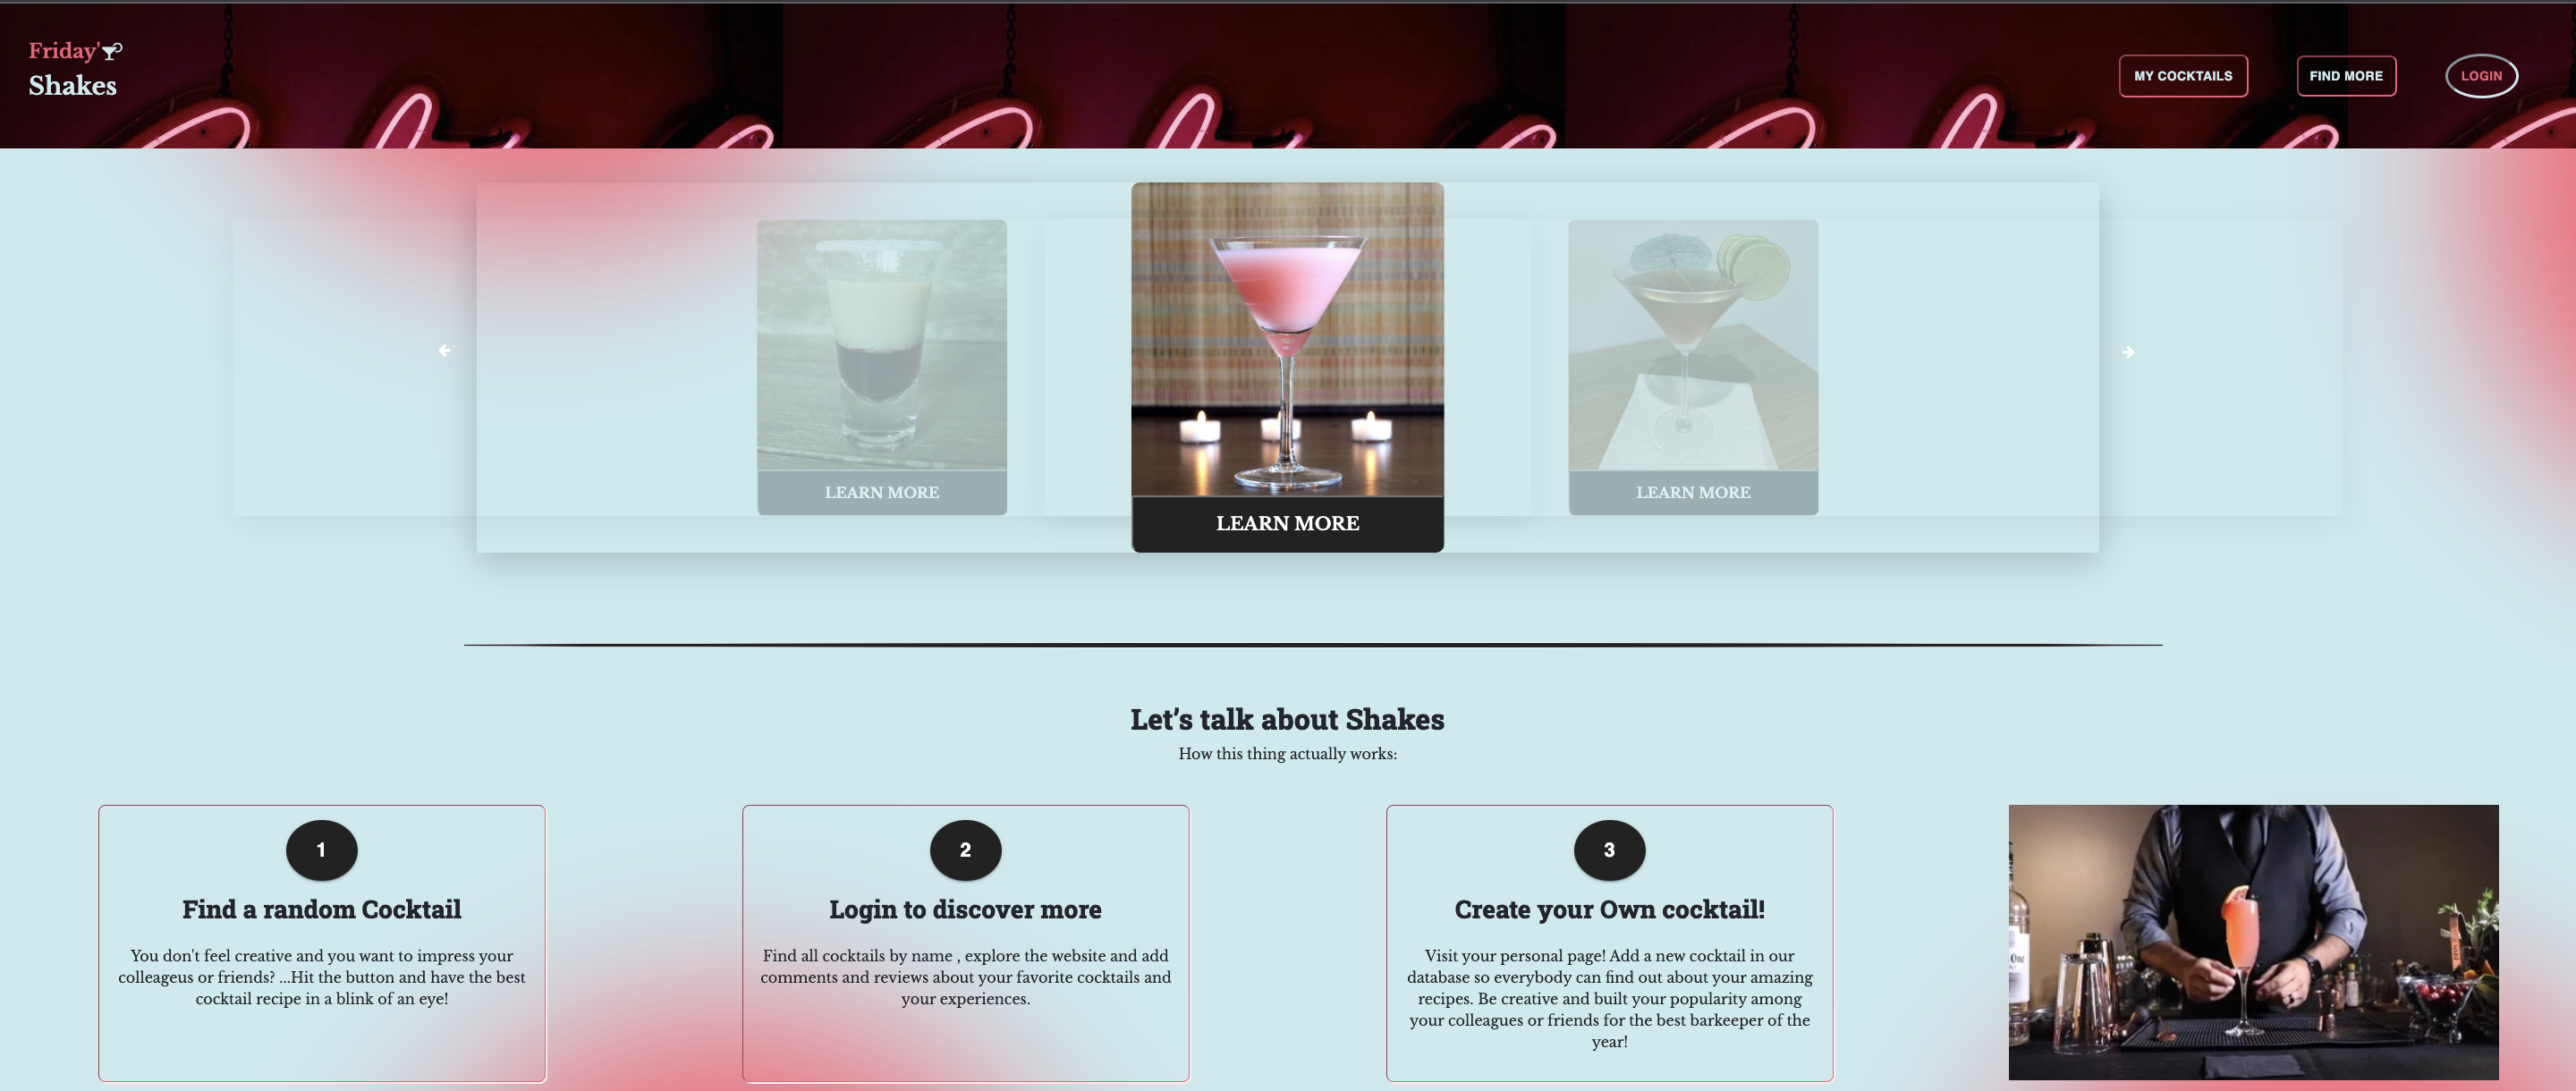 Friday'
Shakes
MY COCKTAILS
FIND MORE
LOGIN
LEARN MORE
LEARN MORE
LEARN MORE
Let's talk about Shakes
How this thing actually works:
1
Find a random Cocktail
You don't feel creative and you want to impress your
colleageus or friends? ...Hit the button and have the best
cocktail recipe in a blink of an eye!
2
Login to discover more
Find all cocktails by name , explore the website and add
comments and reviews about your favorite cocktails and
your experiences.
3
Create your Own cocktail!
Visit your personal page! Add a new cocktail in our
database so everybody can find out about your amazing
recipes. Be creative and built your popularity among
your colleagues or friends for the best barkeeper of the
year!